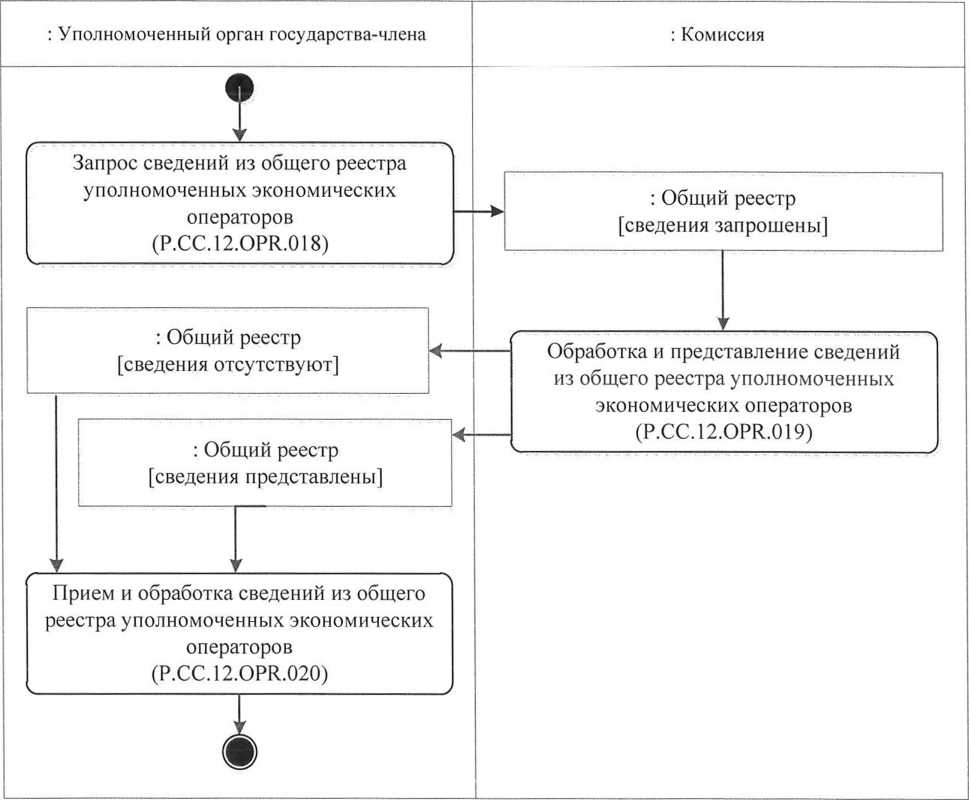 : Уполномоченный орган государства-члена
: Комиссия
Запрос сведений из общего реестра
уполномоченных экономических
операторов
(P.CC.12.OPR.018)
: Общий реестр
[сведения запрошены]
: Общий реестр
[сведения отсутствуют]
Обработка и представление сведений
из общего реестра уполномоченных
экономических операторов
(P.CC.12.OPR.019)
: Общий реестр
[сведения представлены]
Прием и обработка сведений из общего
реестра уполномоченных экономических
операторов
(P.CC.12.OPR.020)